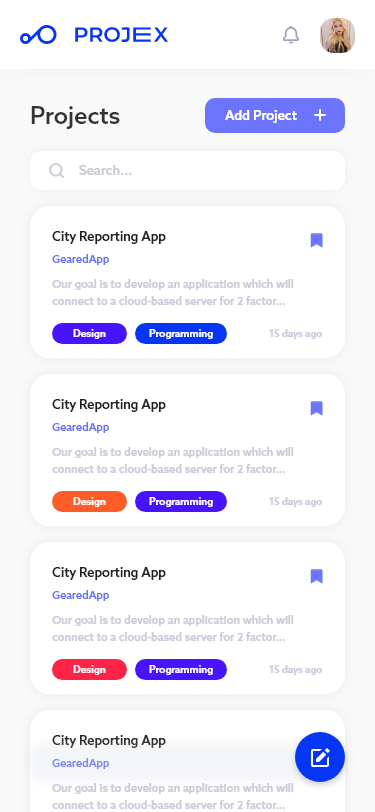 PROJEX
Projects
Add Project
Search...
City Reporting App
GearedApp
Our goal is to develop an application which will
connect to a cloud-based server for 2 factor...
Design
Programming
15 days ago
City Reporting App
GearedApp
Our goal is to develop an application which will
connect to a cloud-based server for 2 factor...
Design
Programming
15 days ago
City Reporting App
GearedApp
Our goal is to develop an application which will
connect to a cloud-based server for 2 factor...
Design
Programming
15 days ago
City Reporting App
GearedApp
Our goal is to develop an application which will
connect to a cloud-based server for 2 factor...